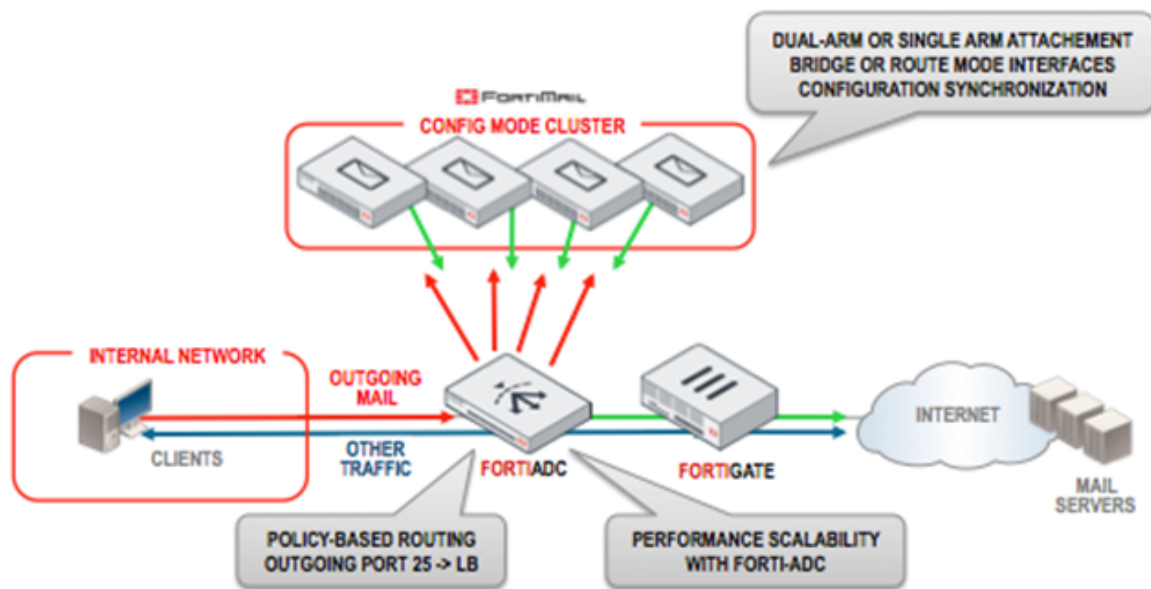 DUAL-ARM OR SINGLE ARM ATTACHEMENT
BRIDGE OR ROUTE MODE INTERFACES
CONFIGURATION SYNCHRONIZATION
FORTIMAIL
CONFIG MODE CLUSTER
INTERNAL NETWORK
OUTGOING
MAIL
CLIENTS
OTHER
TRAFFIC
FORTIADC
FORTIGATE
INTERNET
MAIL
SERVERS
POLICY-BASED ROUTING
OUTGOING PORT 25 -> LB
PERFORMANCE SCALABILITY
WITH FORTI-ADC